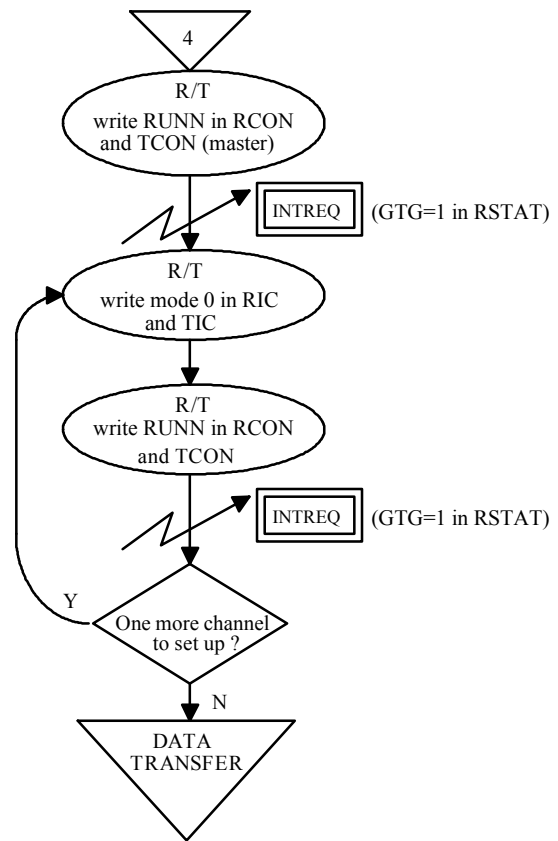 4
R/T
write RUNN in RCON
and TCON (master)
INTREQ
(GTG=1 in RSTAT)
R/T
write mode 0 in RIC
and TIC
R/T
write RUNN in RCON
and TCON
INTREQ
(GTG=1 in RSTAT)
Y
One more channel
to set up ?
N
DATA
TRANSFER